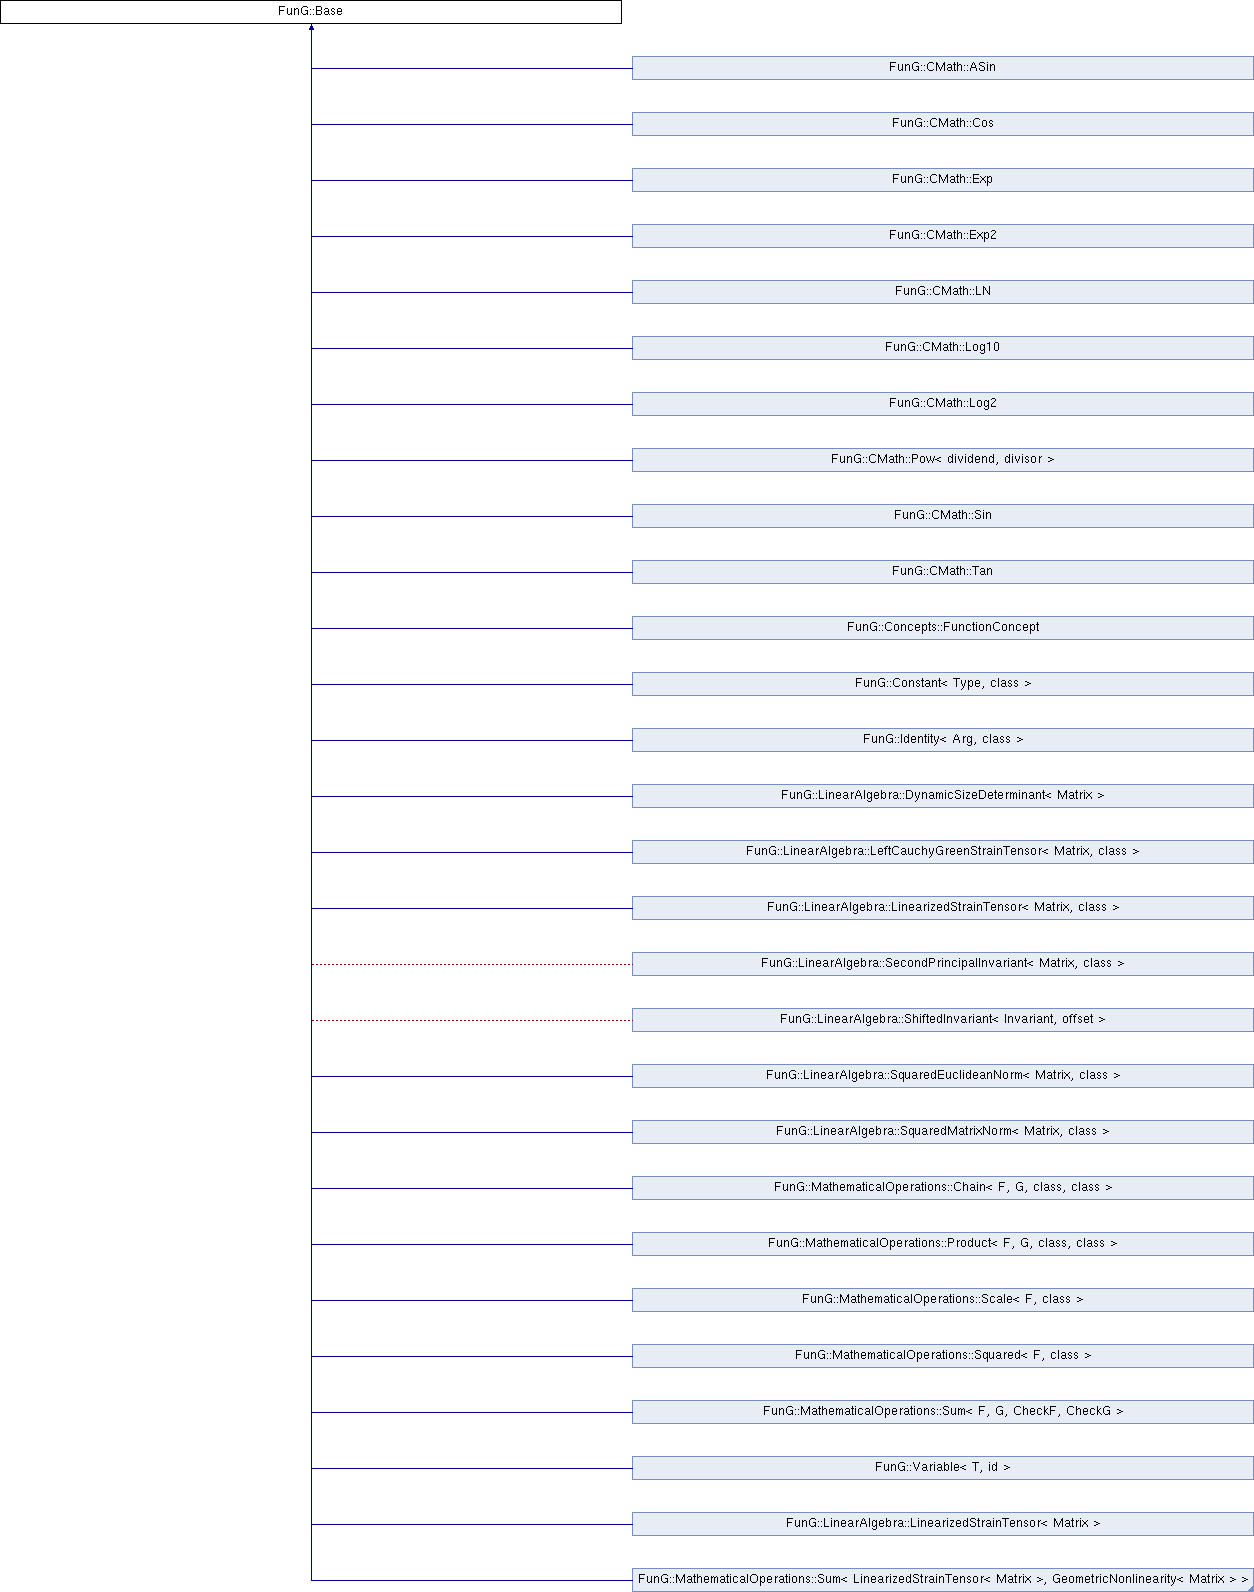 FunG::Base
FunG::CMath::ASin
FunG::CMath::Cos
FunG::CMath::Exp
FunG::CMath::Exp2
FunG::CMath::LN
FunG::CMath::Log10
FunG::CMath::Log2
FunG::CMath::Pow< dividend, divisor >
FunG::CMath::Sin
FunG::CMath::Tan
FunG::Concepts::FunctionConcept
FunG::Constant< Type, class >
FunG::Identity< Arg, class >
FunG::LinearAlgebra::DynamicSizeDeterminant< Matrix >
FunG::LinearAlgebra::LeftCauchyGreenStrainTensor< Matrix, class >
FunG::LinearAlgebra::LinearizedStrainTensor< Matrix, class >
FunG::LinearAlgebra::SecondPrincipalInvariant< Matrix, class >
FunG::LinearAlgebra::ShiftedInvariant< Invariant, offset >
FunG::LinearAlgebra::SquaredEuclideanNorm< Matrix, class >
FunG::LinearAlgebra::SquaredMatrixNorm< Matrix, class >
FunG::MathematicalOperations::Chain< F, G, class, class >
FunG::MathematicalOperations::Product< F, G, class, class >
FunG::MathematicalOperations::Scale< F, class >
FunG::MathematicalOperations::Squared< F, class >
FunG::MathematicalOperations::Sum< F, G, CheckF, CheckG >
FunG::Variable< T, id >
FunG::LinearAlgebra::LinearizedStrainTensor< Matrix >
FunG::MathematicalOperations::Sum< LinearizedStrainTensor< Matrix >, GeometricNonlinearity< Matrix > >